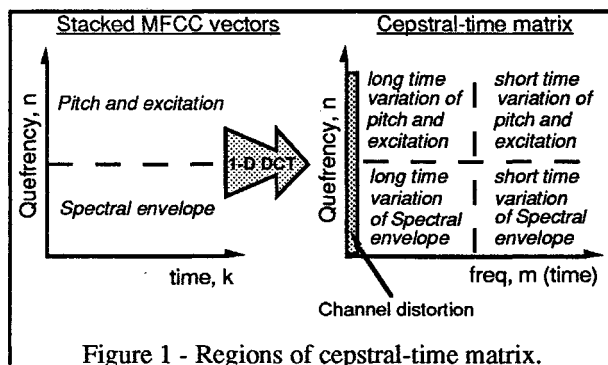 Stacked MFCC vectors
Quefrency, n
Pitch and excitation
Spectral envelope
time, k
1-D DCT
Cepstral-time matrix
Quefrency, n
long time
variation of
pitch and
excitation
short time
variation of
pitch and
excitation
long time
variation
of Spectral
envelope
short time
variation
of Spectral
envelope
freq, m (time)
Channel distortion
Figure 1 - Regions of cepstral-time matrix.